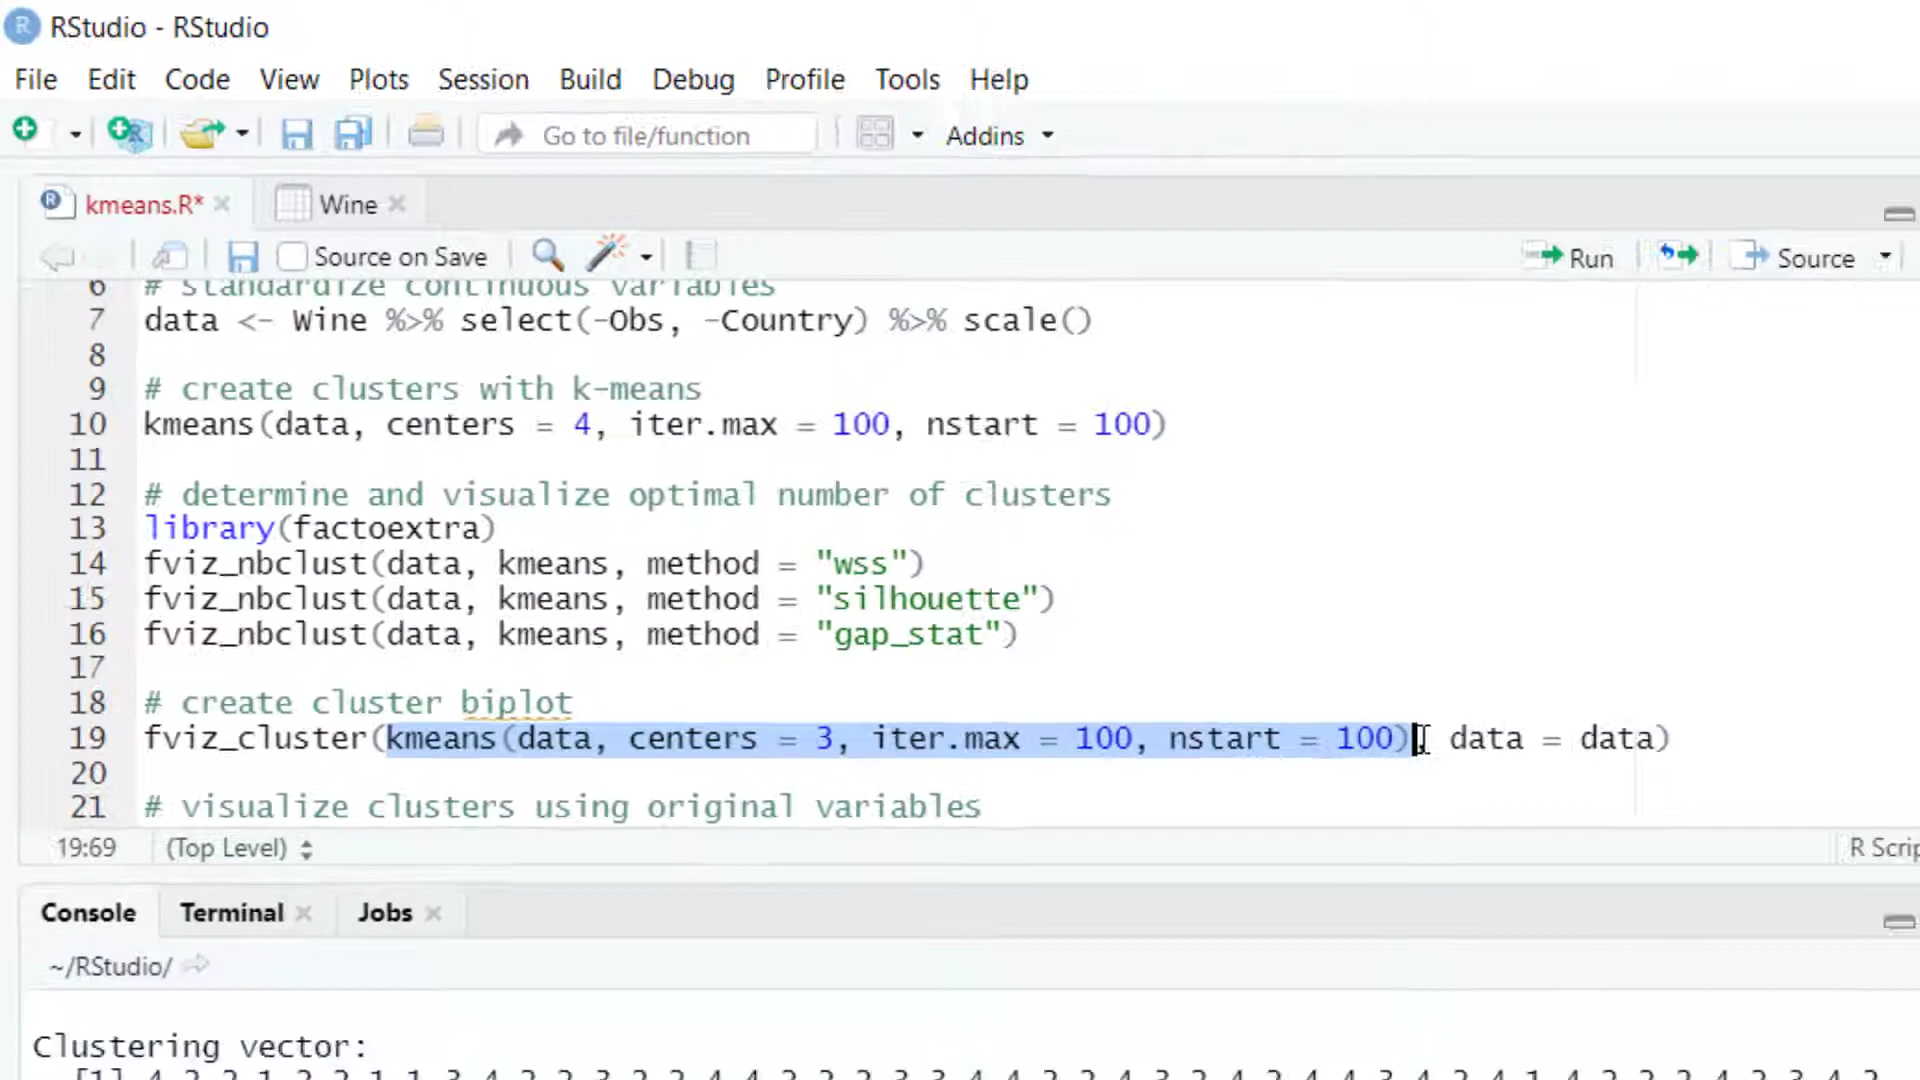 RStudio - RStudio
File Edit Code View Plots Session Build Debug Profile Tools Help
Go to file/function Addins
kmeans.R* Wine
Source on Save Run Source
6 # standardize continuous variables
7 data <- Wine %>% select(-Obs, -Country) %>% scale()
8
9 # create clusters with k-means
10 kmeans(data, centers = 4, iter.max = 100, nstart = 100)
11
12 # determine and visualize optimal number of clusters
13 library(factoextra)
14 fviz_nbclust(data, kmeans, method = "wss")
15 fviz_nbclust(data, kmeans, method = "silhouette")
16 fviz_nbclust(data, kmeans, method = "gap_stat")
17
18 # create cluster biplot
19 fviz_cluster(kmeans(data, centers = 3, iter.max = 100, nstart = 100), data = data)
20
21 # visualize clusters using original variables
19:69 (Top Level) R Scrip
Console Terminal Jobs
~/RStudio/
Clustering vector: